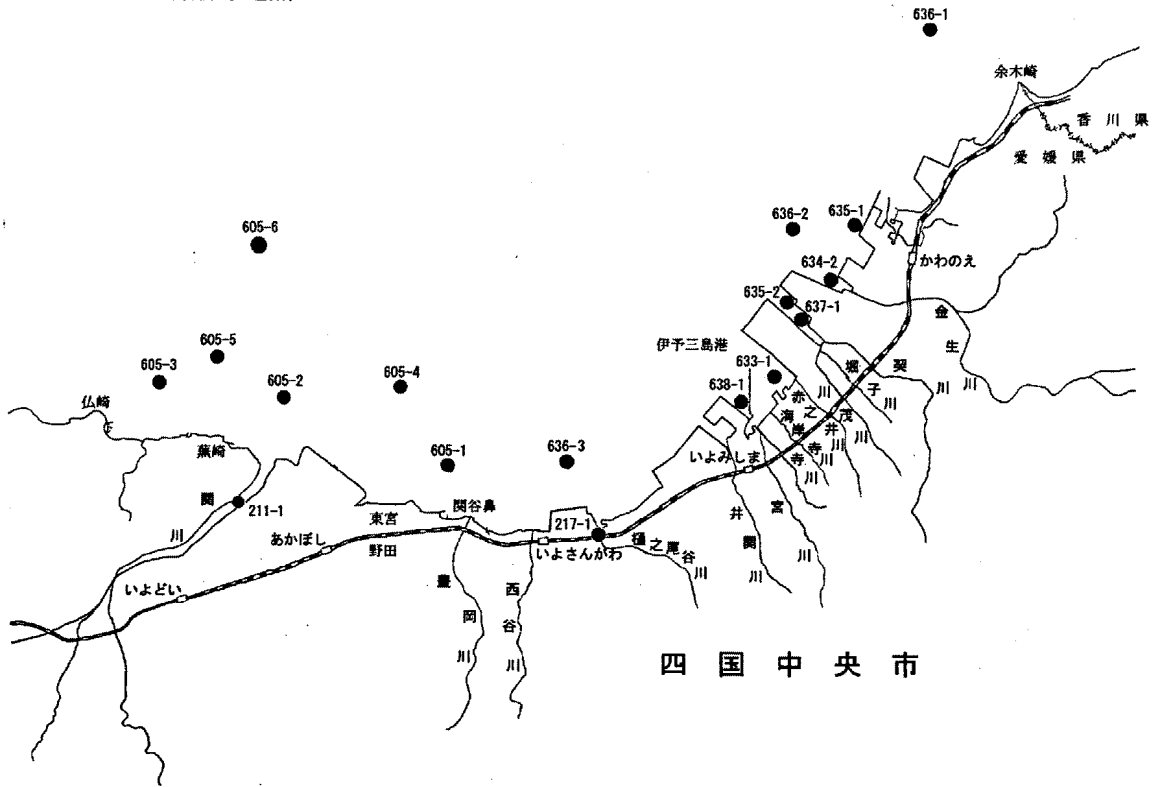 636-1
余木崎
香川県
愛媛県
605-6
636-2
635-1
634-2
かわのえ
635-2
637-1
金生川
伊予三島港
605-5
605-3
605-2
605-4
633-1
638-1
堀川
契川
子川
赤之井川
茂川
海岸寺川
寺川
仏崎
蕪崎
605-1
636-3
いよみしま
関川
211-1
東宮
関谷鼻
217-1
あかぼし
野田
いよさんがわ
樋之尾谷川
井関川
宮川
いよどい
豊岡川
西谷川
四国中央市